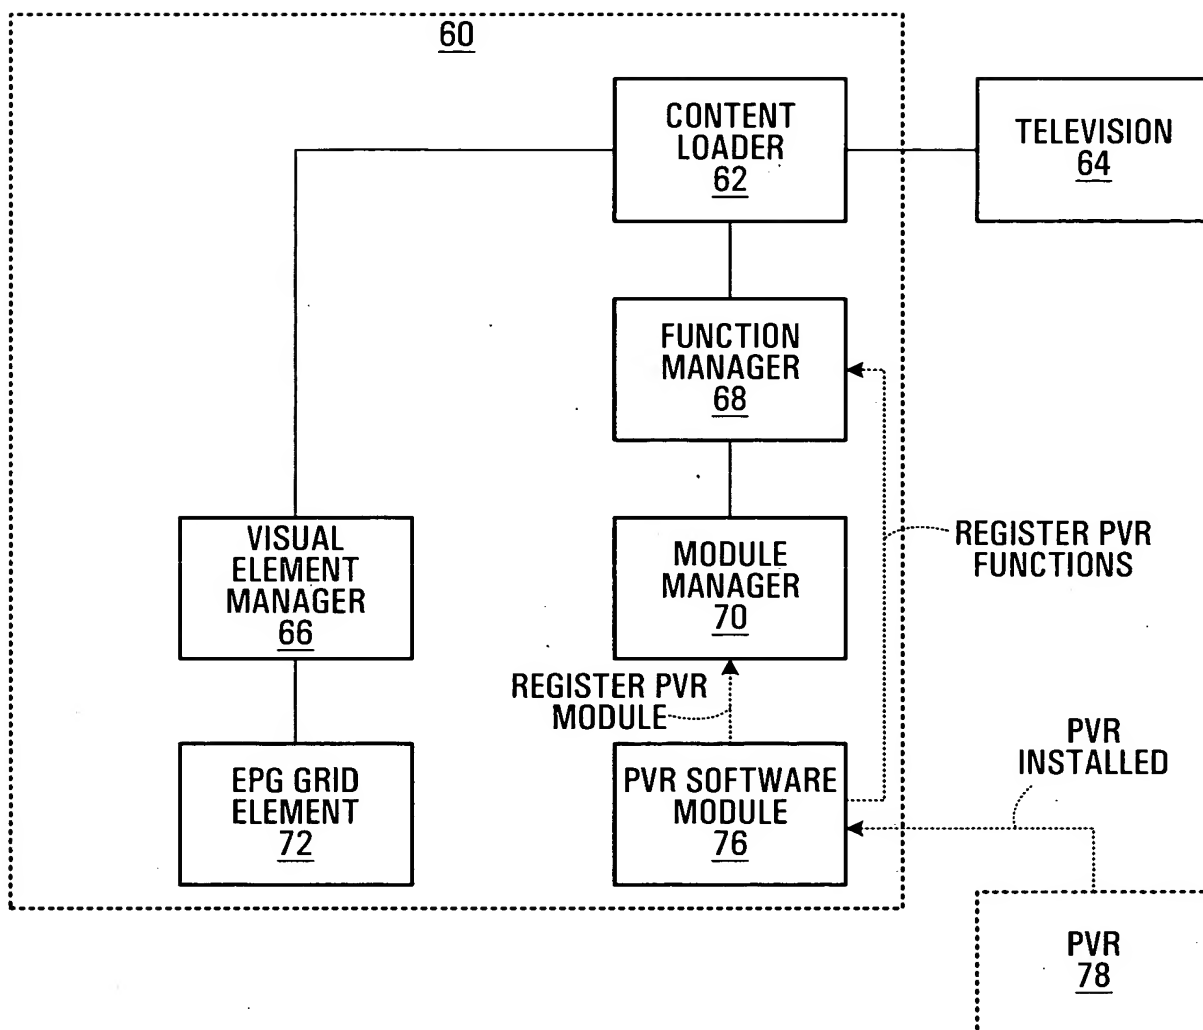 60
CONTENT
LOADER
62
TELEVISION
64
FUNCTION
MANAGER
68
VISUAL
ELEMENT
MANAGER
66
MODULE
MANAGER
70
REGISTER PVR
FUNCTIONS
REGISTER PVR
MODULE
EPG GRID
ELEMENT
72
PVR SOFTWARE
MODULE
76
PVR
INSTALLED
PVR
78